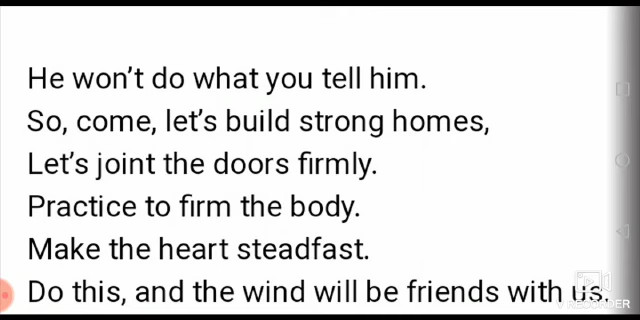 He won’t do what you tell him.
So, come, let’s build strong homes,
Let’s joint the doors firmly.
Practice to firm the body.
Make the heart steadfast.
Do this, and the wind will be friends with us.
RECORDER